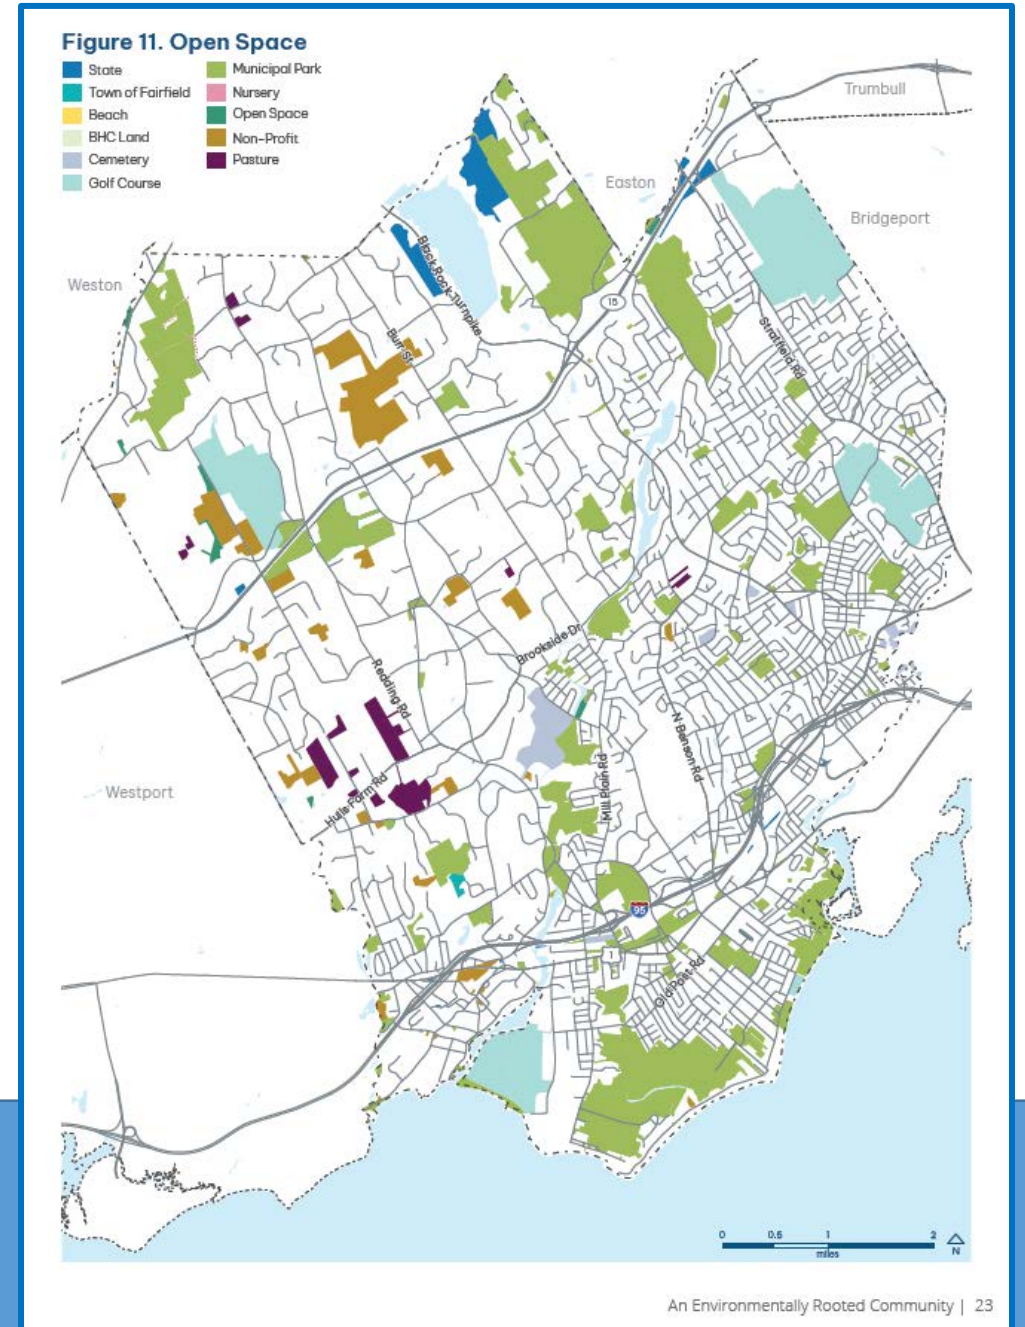 Figure 11. Open Space
State
Town of Fairfield
Beach
BHC Land
Cemetery
Golf Course
Municipal Park
Nursery
Open Space
Non-Profit
Pasture
Trumbull
Easton
Bridgeport
Weston
Black Rock Turnpike
15
Burr St
Stratfield Rd
Brookside Dr
Redding Rd
N Benson Rd
Westport
Hulls Farm Rd
Mill Plain Rd
95
1
Old Post Rd
0 0.5 1 2
miles
N
An Environmentally Rooted Community | 23